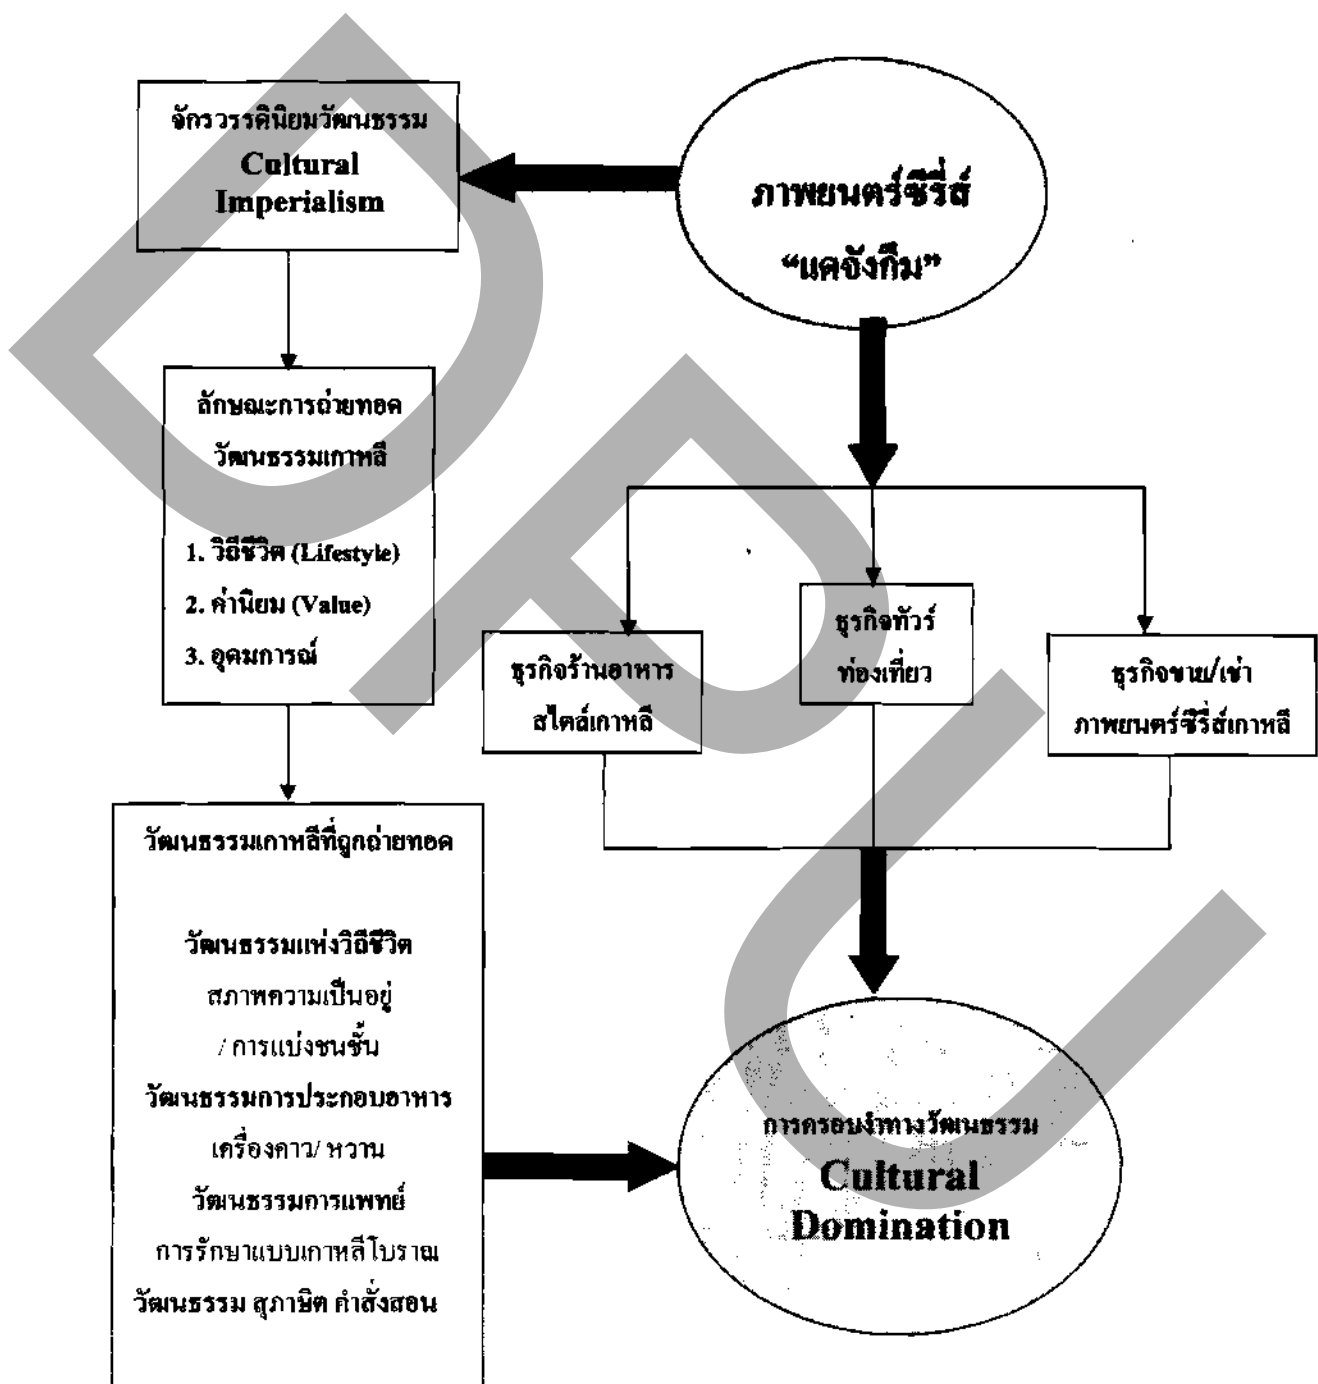 จักรวรรดินิยมวัฒนธรรม
Cultural
Imperialism
ภาพยนตร์ซีรี่ส์
“แดจังกึม”
ลักษณะการถ่ายทอด
วัฒนธรรมเกาหลี
1. วิถีชีวิต (Lifestyle)
2. ค่านิยม (Value)
3. อุดมการณ์
ธุรกิจร้านอาหาร
สไตล์เกาหลี
ธุรกิจทัวร์
ท่องเที่ยว
ธุรกิจขาย/เช่า
ภาพยนตร์ซีรี่ส์เกาหลี
วัฒนธรรมเกาหลีที่ถูกถ่ายทอด
วัฒนธรรมแห่งวิถีชีวิต
สภาพความเป็นอยู่
/ การแบ่งชนชั้น
วัฒนธรรมการประกอบอาหาร
เครื่องคาว/ หวาน
วัฒนธรรมการแพทย์
การรักษาแบบเกาหลีโบราณ
วัฒนธรรม สุภาษิต คำสั่งสอน
การครอบงำทางวัฒนธรรม
Cultural
Domination
DPU